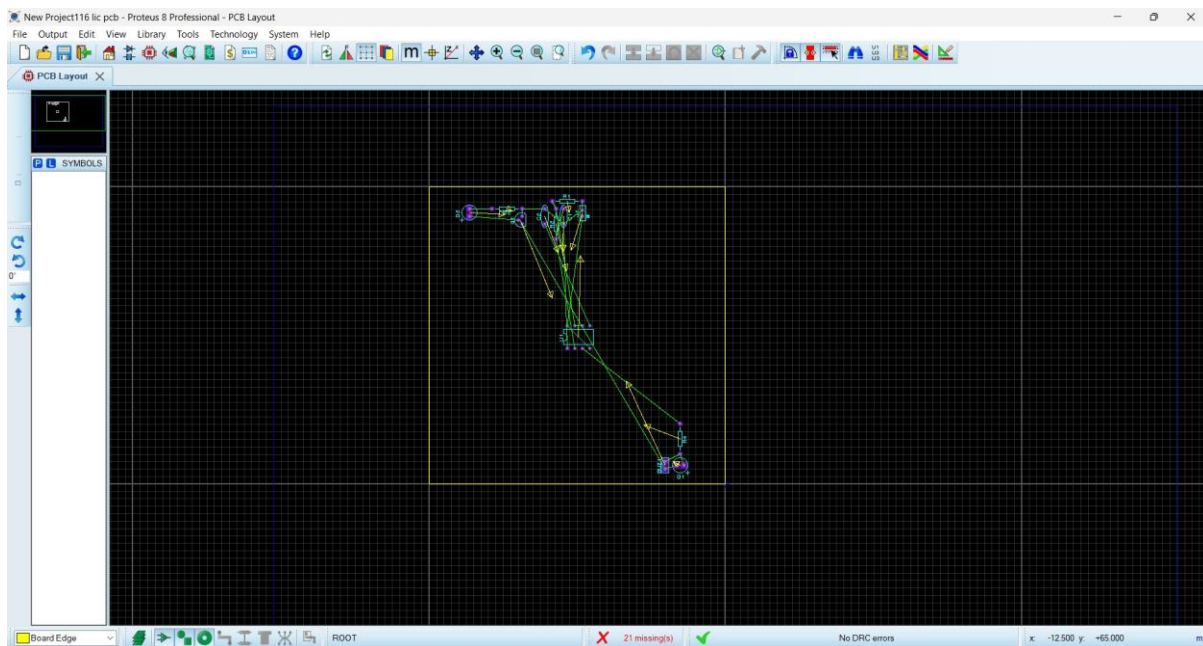 New Project116 lic pcb - Proteus 8 Professional - PCB Layout
File Output Edit View Library Tools Technology System Help
PCB Layout
P L SYMBOLS
0°
D1
Board Edge
ROOT
21 missing(s)
No DRC errors
x: -12.500 y: +65.000 m